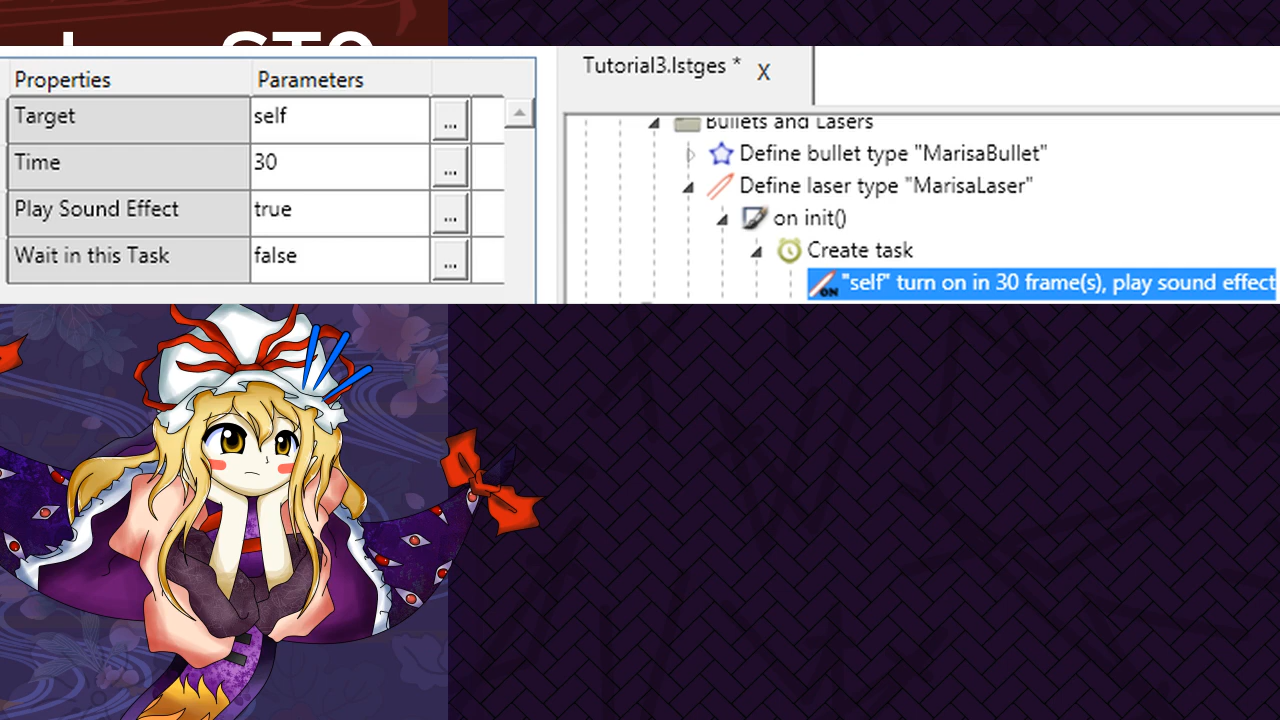 Properties Parameters
Target self ...
Time 30 ...
Play Sound Effect true ...
Wait in this Task false ...
Tutorial3.lstges * X
Bullets and Lasers
Define bullet type "MarisaBullet"
Define laser type "MarisaLaser"
on init()
Create task
ON "self" turn on in 30 frame(s), play sound effect